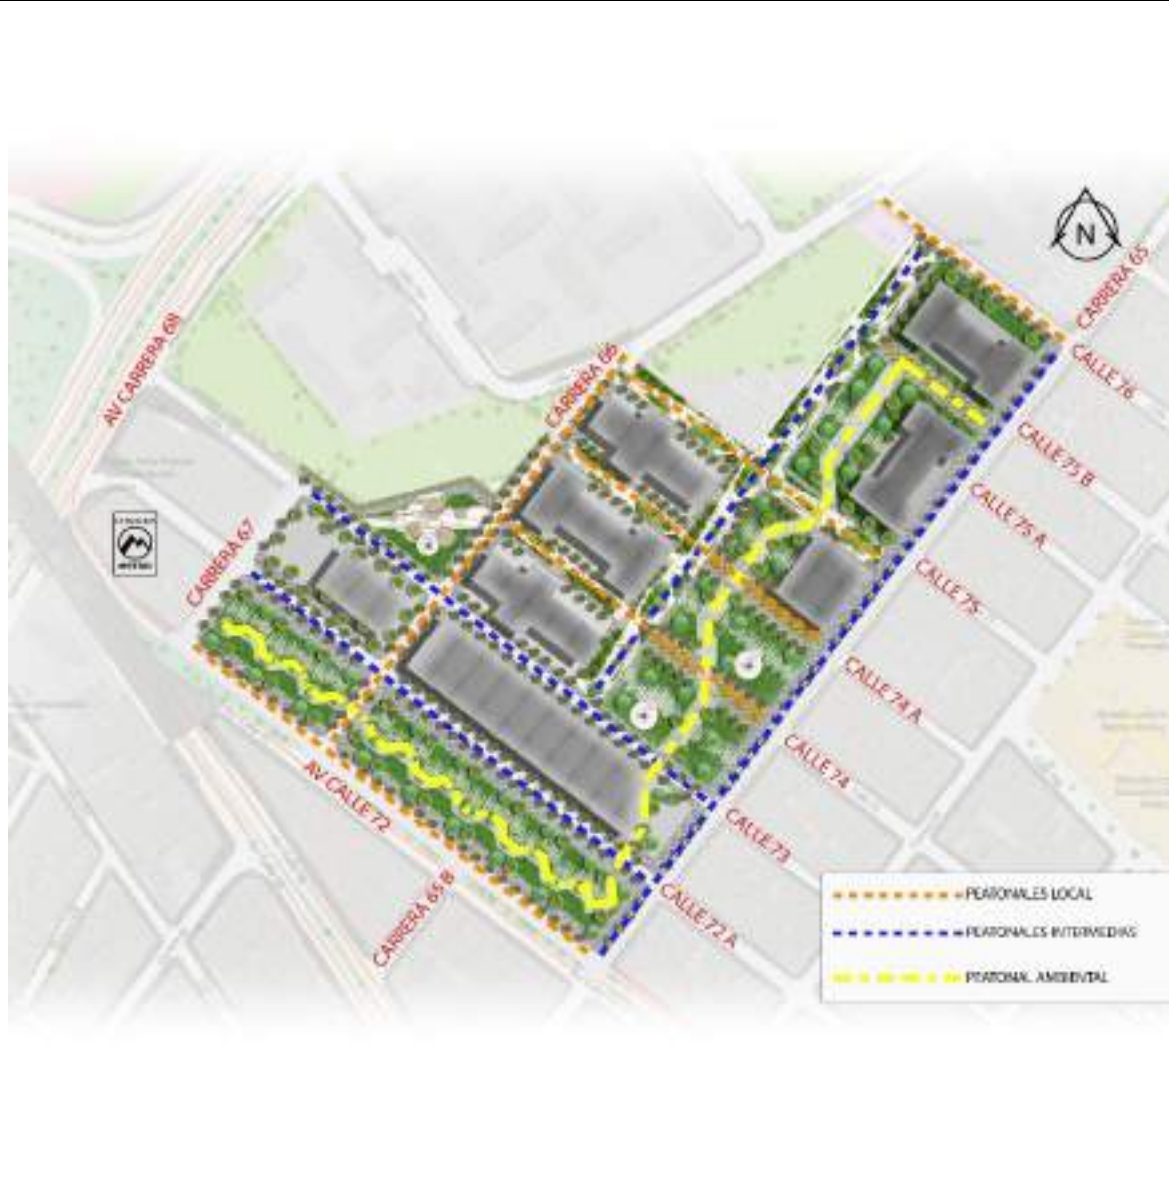 N
CARRERA 65
AV CARRERA 68
CARRERA 66
CALLE 76
CALLE 75 B
CALLE 75 A
CARRERA 67
CALLE 75
CALLE 74 A
CALLE 74
AV CALLE 72
CALLE 73
CARRERA 65 B
CALLE 72 A
PEATONALES LOCAL
PEATONALES INTERMEDIAS
PEATONAL AMBIENTAL